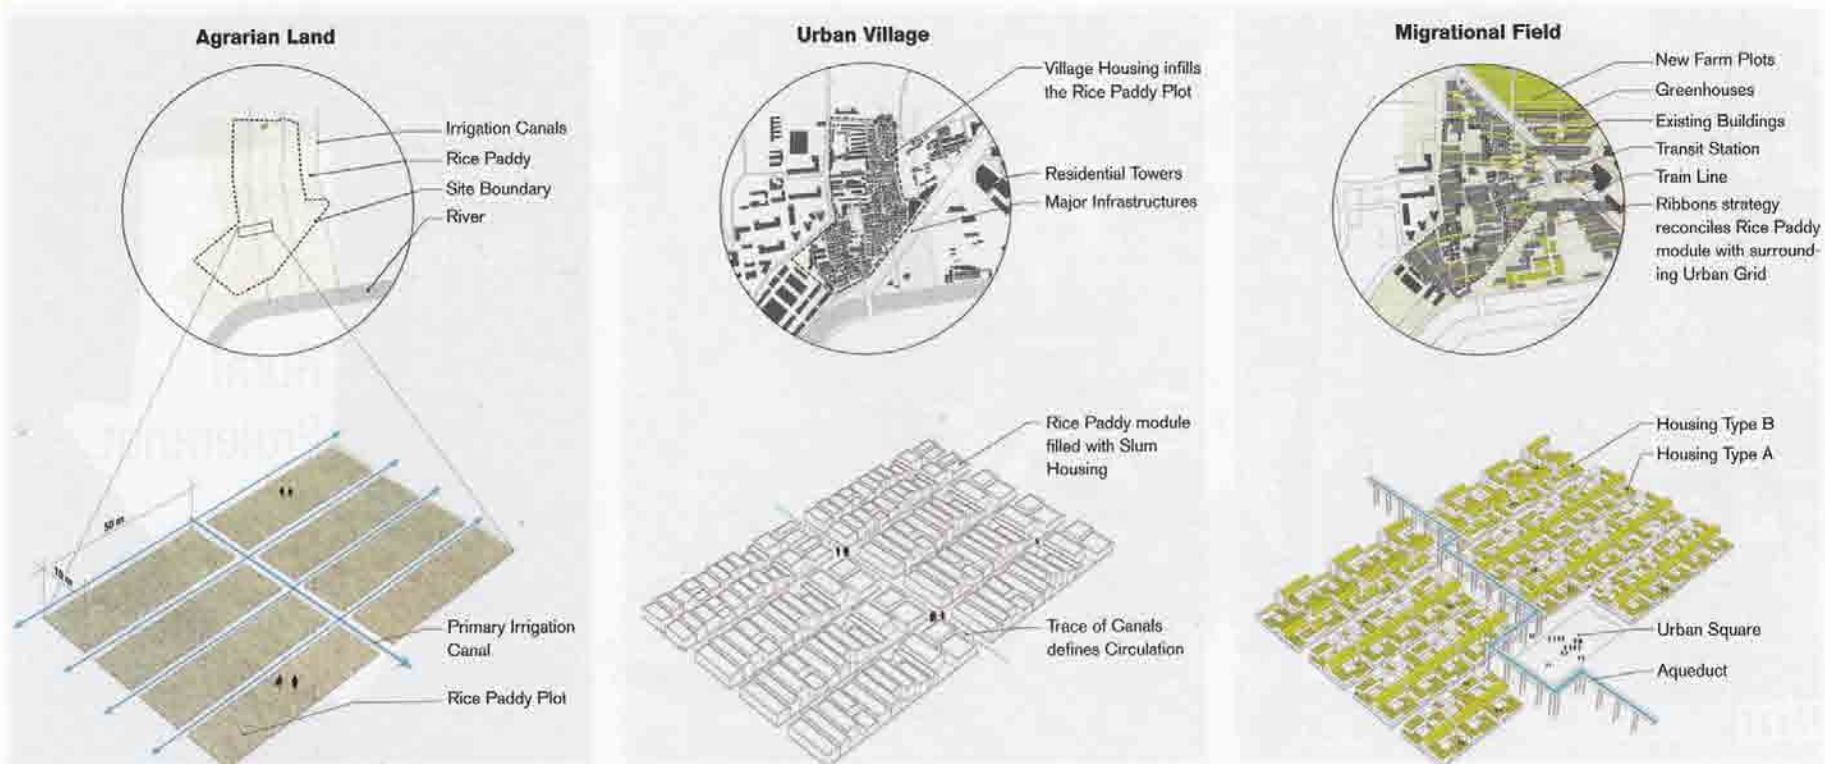 Agrarian Land
Irrigation Canals
Rice Paddy
Site Boundary
River
50 m
10 m
Primary Irrigation
Canal
Rice Paddy Plot
Urban Village
Village Housing infills
the Rice Paddy Plot
Residential Towers
Major Infrastructures
Rice Paddy module
filled with Slum
Housing
Trace of Canals
defines Circulation
Migrational Field
New Farm Plots
Greenhouses
Existing Buildings
Transit Station
Train Line
Ribbons strategy
reconciles Rice Paddy
module with surround-
ing Urban Grid
Housing Type B
Housing Type A
Urban Square
Aqueduct